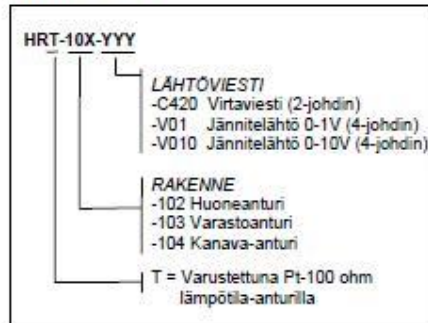 HRT-10X-YYY
LÄHTÖVIESTI
-C420 Virtaviesti (2-johdin)
-V01 Jännitelähtö 0-1V (4-johdin)
-V010 Jännitelähtö 0-10V (4-johdin)
RAKENNE
-102 Huoneanturi
-103 Varastoanturi
-104 Kanava-anturi
T = Varustettuna Pt-100 ohm
lämpötila-anturilla